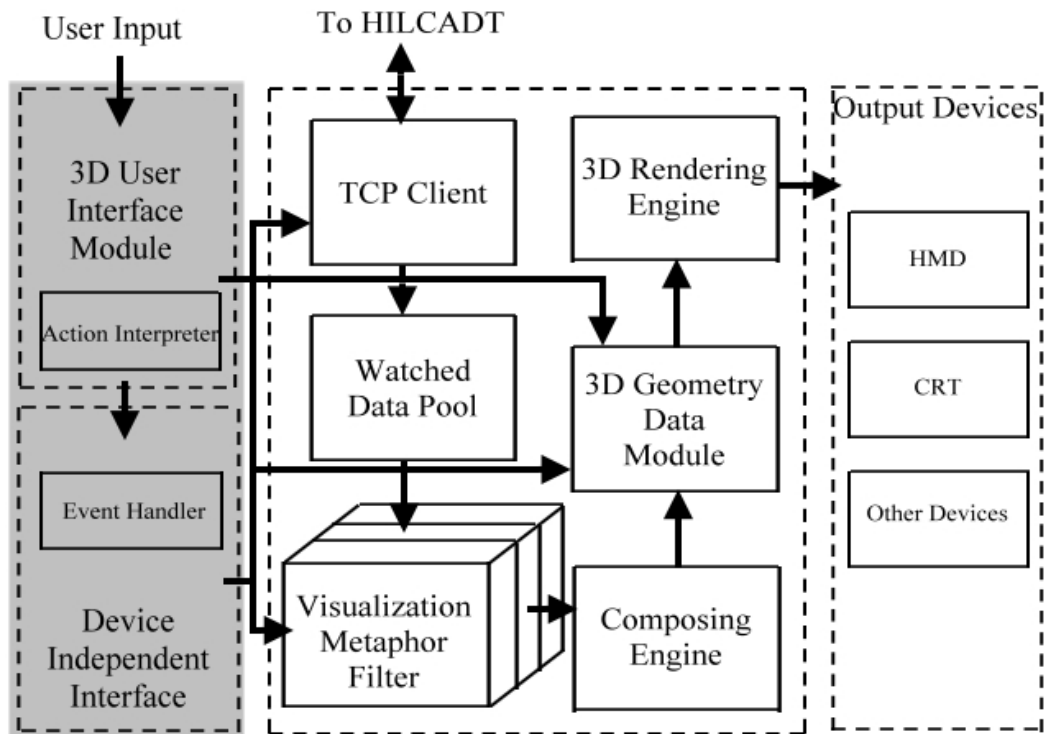 User Input
To HILCADT
3D User
Interface
Module
Action Interpreter
Event Handler
Device
Independent
Interface
TCP Client
Watched
Data Pool
Visualization
Metaphor
Filter
3D Rendering
Engine
3D Geometry
Data
Module
Composing
Engine
Output Devices
HMD
CRT
Other Devices